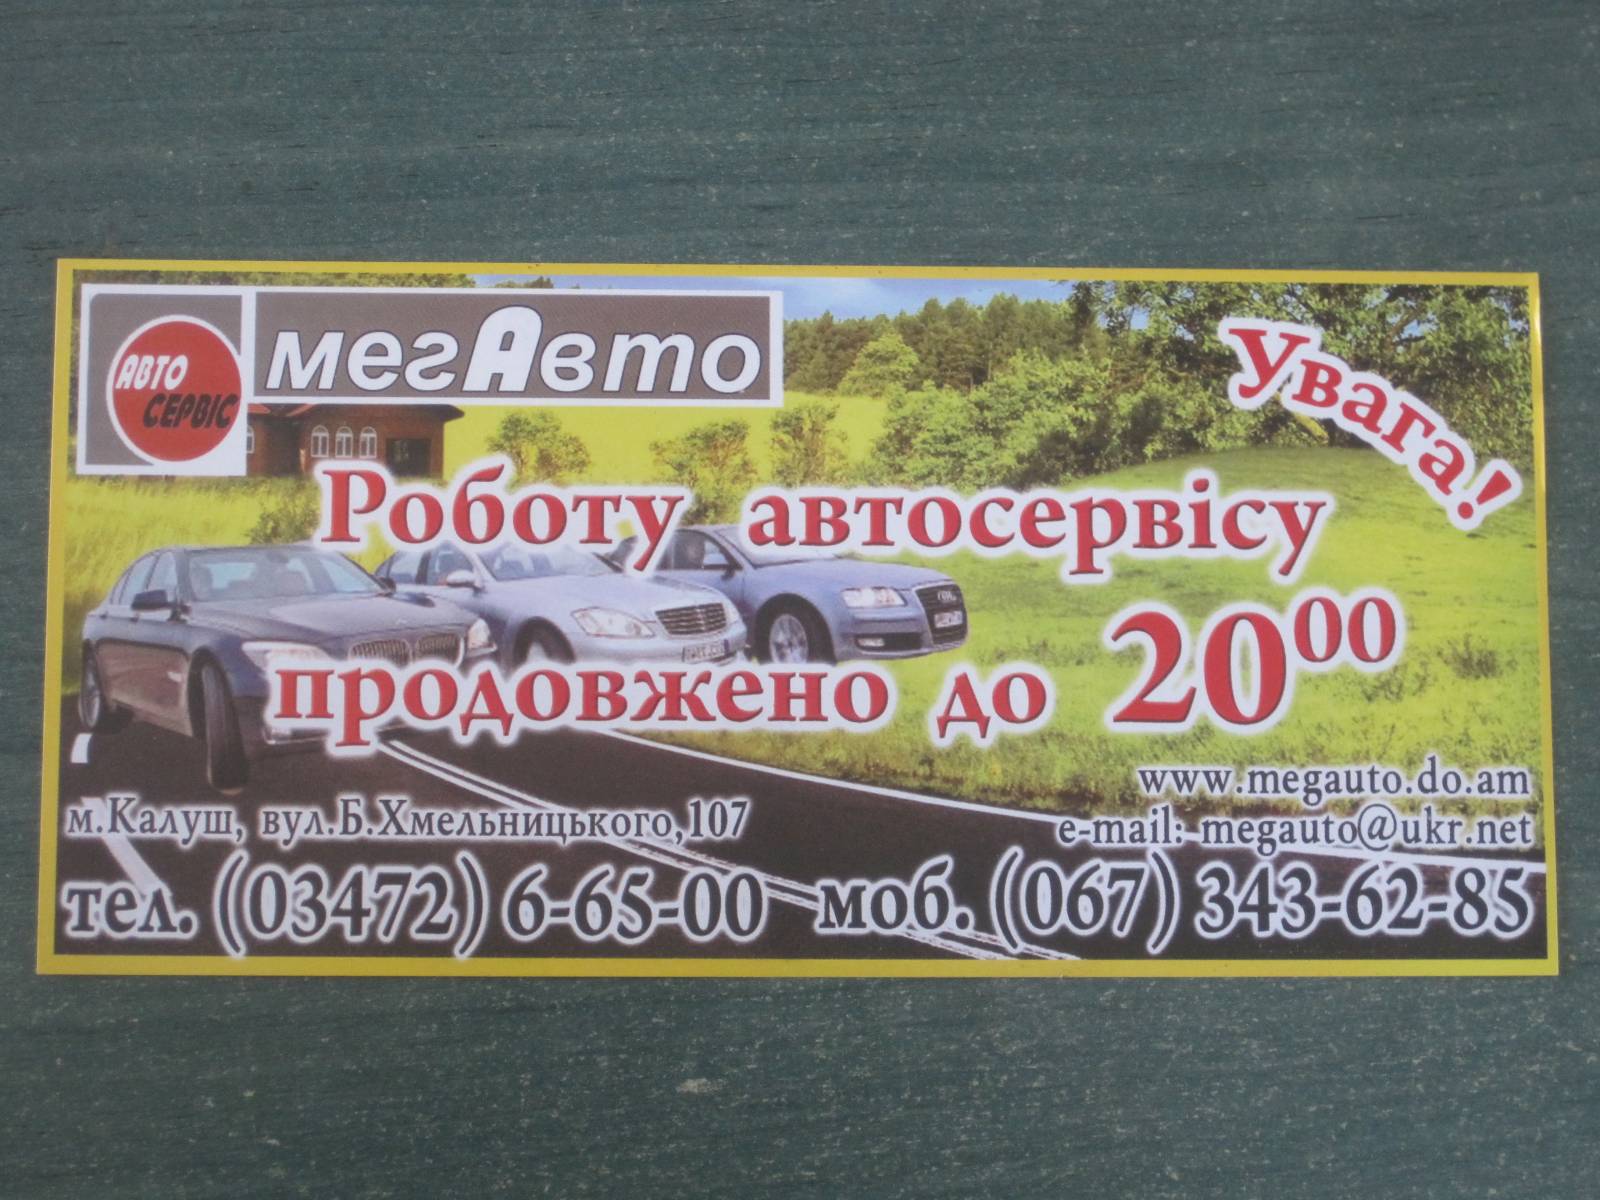 АВТО
СЕРВІС
мегАвто
Увага!
Роботу автосервісу
продовжено до 20⁰⁰
www.megauto.do.am
м.Калуш, вул.Б.Хмельницького,107
e-mail: megauto@ukr.net
тел. (03472) 6-65-00 моб. (067) 343-62-85